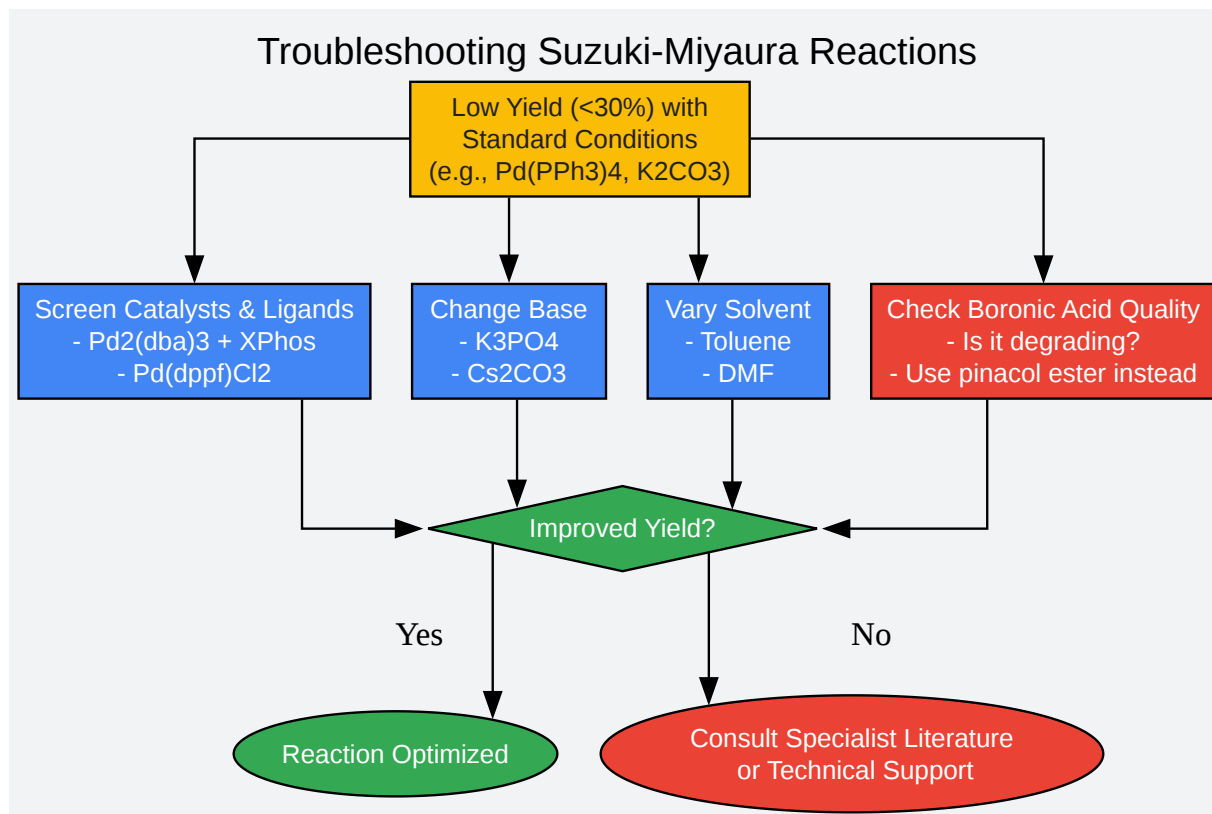 Troubleshooting Suzuki-Miyaura Reactions
Low Yield (<30%) with
Standard Conditions
(e.g., Pd(PPh3)4, K2CO3)
Screen Catalysts & Ligands
- Pd2(dba)3 + XPhos
- Pd(dppf)Cl2
Change Base
- K3PO4
- Cs2CO3
Vary Solvent
- Toluene
- DMF
Check Boronic Acid Quality
- Is it degrading?
- Use pinacol ester instead
Improved Yield?
Yes
No
Reaction Optimized
Consult Specialist Literature
or Technical Support